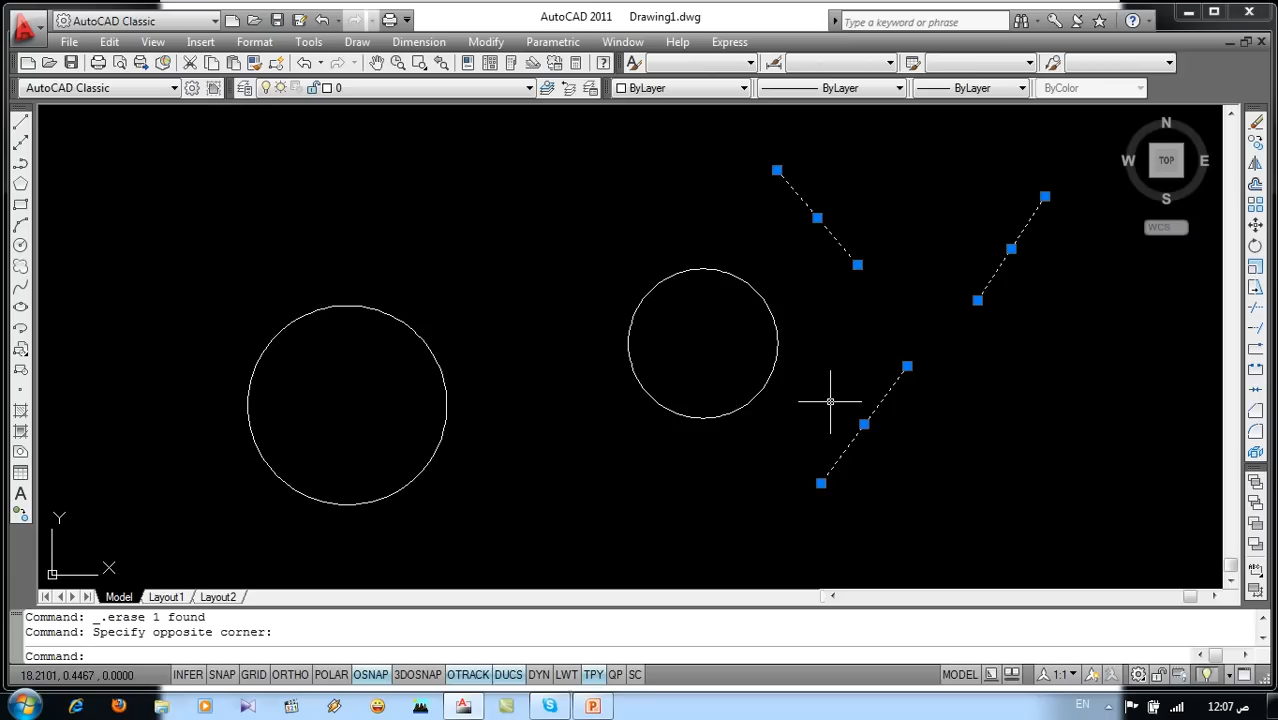 AutoCAD Classic
AutoCAD 2011 Drawing1.dwg
Type a keyword or phrase
File Edit View Insert Format Tools Draw Dimension Modify Parametric Window Help Express
AutoCAD Classic
0
ByLayer
ByLayer
ByLayer
ByColor
N
W TOP E
S
WCS
Y
X
Model Layout1 Layout2
Command: _.erase 1 found
Command: Specify opposite corner:
Command:
18.2101, 0.4467, 0.0000
INFER SNAP GRID ORTHO POLAR OSNAP 3DOSNAP OTRACK DUCS DYN LWT TPY QP SC
MODEL
1:1
EN
12:07 ص